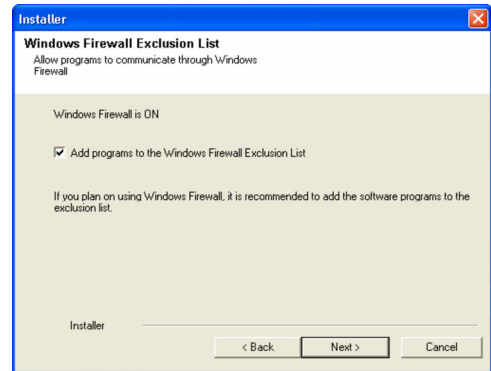 Installer
Windows Firewall Exclusion List
Allow programs to communicate through Windows
Firewall
Windows Firewall is ON
Add programs to the Windows Firewall Exclusion List
If you plan on using Windows Firewall, it is recommended to add the software programs to the
exclusion list.
Installer
< Back
Next >
Cancel